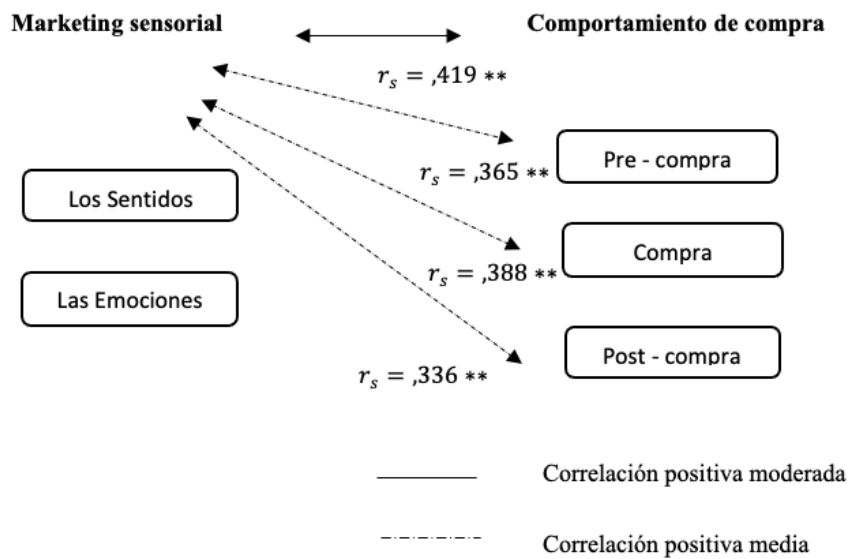 Marketing sensorial
Comportamiento de compra
r_s = ,419 **
Pre - compra
r_s = ,365 **
Los Sentidos
Compra
r_s = ,388 **
Las Emociones
Post - compra
r_s = ,336 **
Correlación positiva moderada
Correlación positiva media